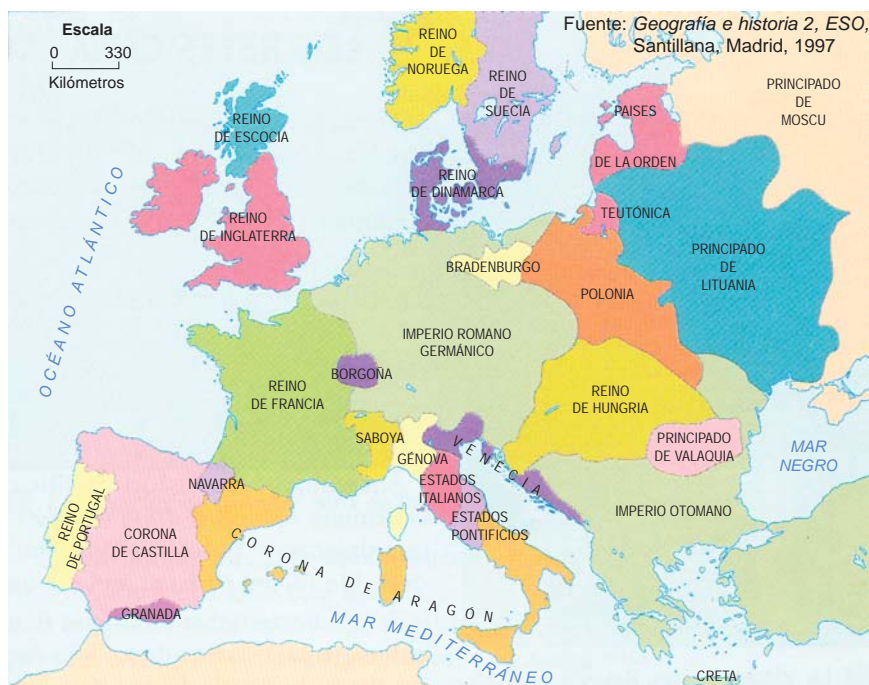 Escala
0 330
Kilómetros
Fuente: Geografía e historia 2, ESO,
Santillana, Madrid, 1997
REINO
DE
NORUEGA
REINO
DE
SUECIA
PRINCIPADO
DE
MOSCU
REINO
DE ESCOCIA
PAISES
DE LA ORDEN
TEUTÓNICA
REINO
DE DINAMARCA
OCÉANO ATLÁNTICO
REINO
DE INGLATERRA
PRINCIPADO
DE
LITUANIA
BRADENBURGO
POLONIA
IMPERIO ROMANO
GERMÁNICO
BORGOÑA
REINO
DE FRANCIA
REINO
DE HUNGRIA
SABOYA
GÉNOVA
VENECIA
PRINCIPADO
DE VALAQUIA
MAR
NEGRO
NAVARRA
ESTADOS
ITALIANOS
ESTADOS
PONTIFICIOS
IMPERIO OTOMANO
REINO
DE PORTUGAL
CORONA
DE CASTILLA
CORONA DE ARAGÓN
GRANADA
MAR MEDITERRÁNEO
CRETA